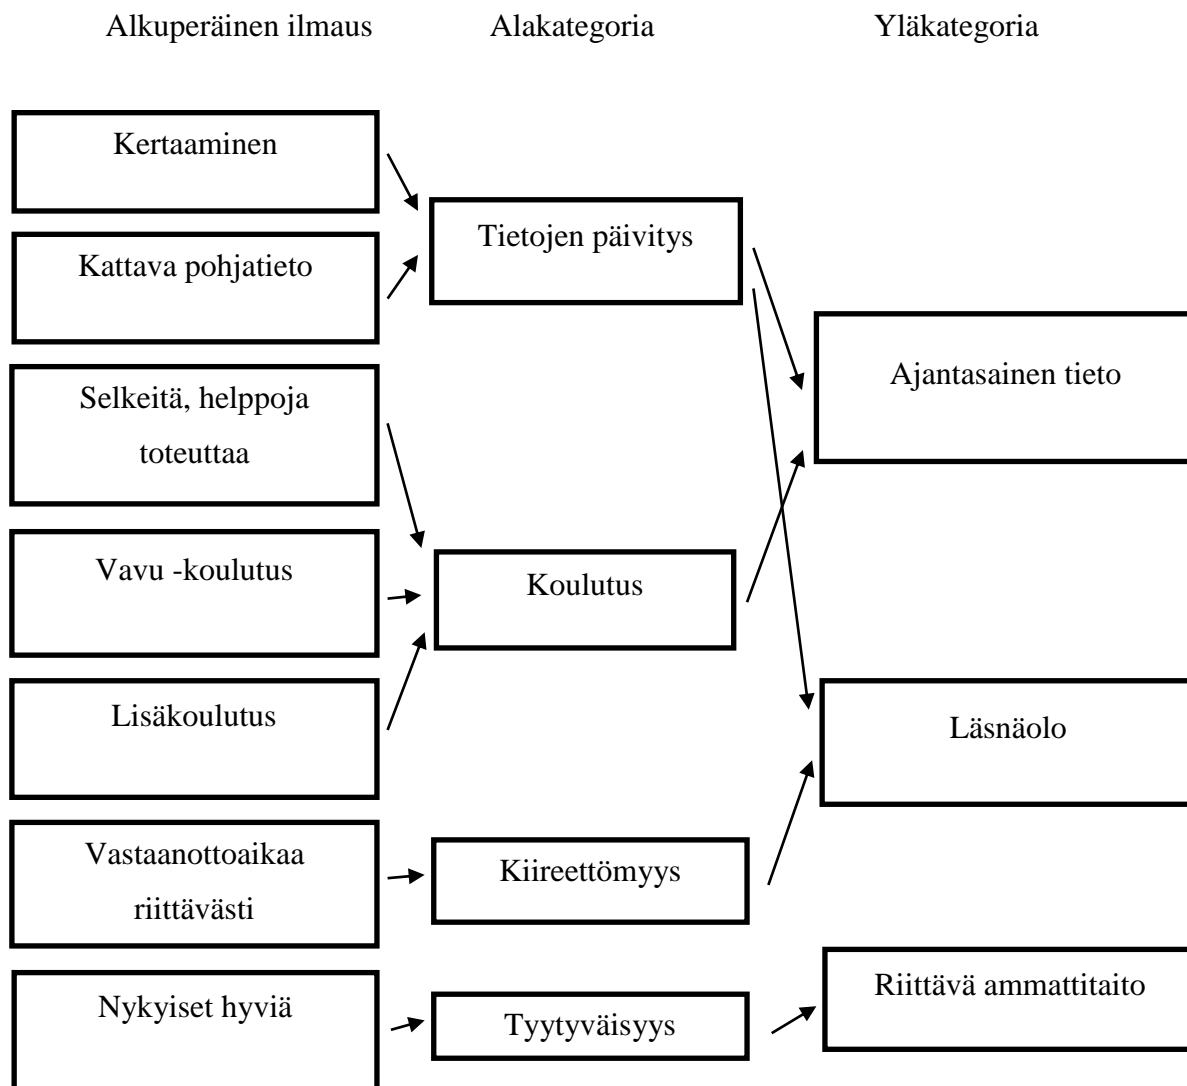 Alkuperäinen ilmaus Alakategoria Yläkategoria
Kertaaminen
Tietojen päivitys
Kattava pohjatieto
Ajantasainen tieto
Selkeitä, helppoja
toteuttaa
Vavu -koulutus
Koulutus
Lisäkoulutus
Läsnäolo
Vastaanottoaikaa
riittävästi
Kiireettömyys
Nykyiset hyviä
Tyytyväisyys
Riittävä ammattitaito